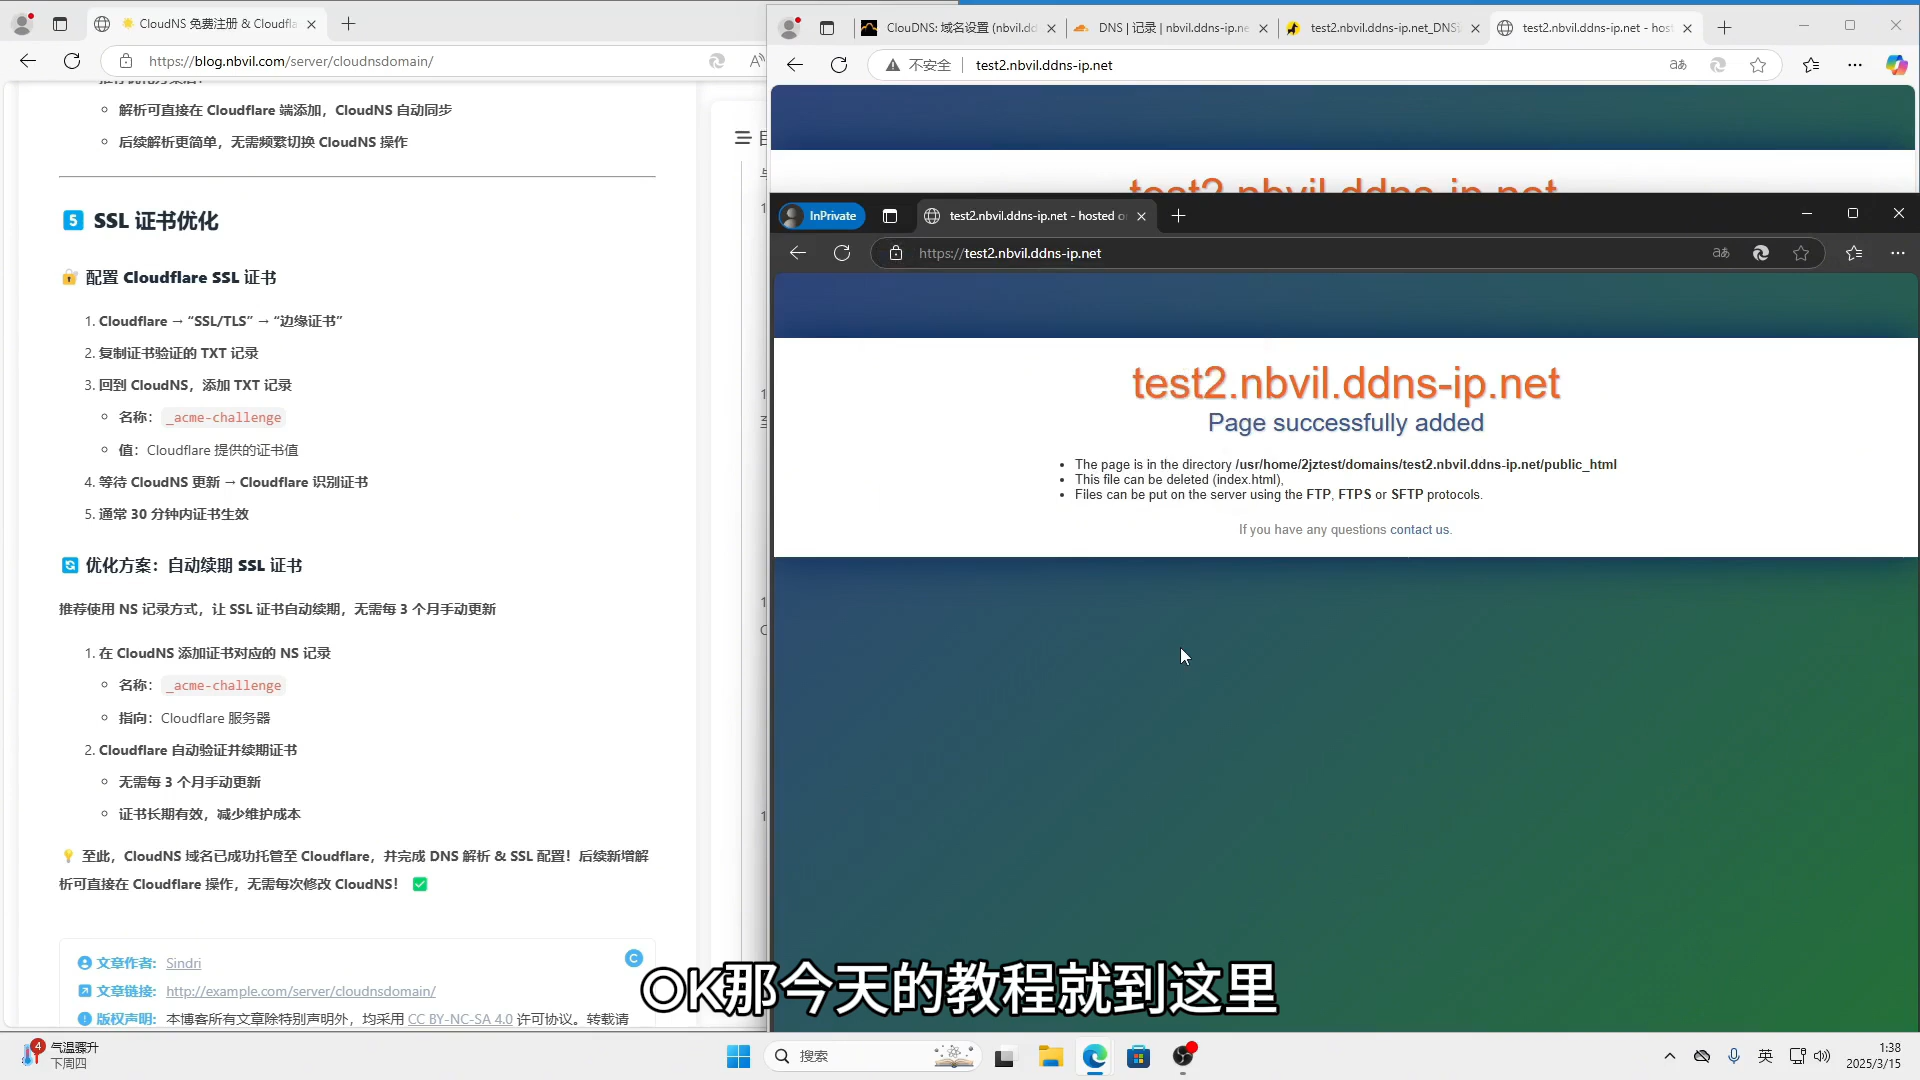 CloudNS 免费注册 & Cloudfla
https://blog.nbvil.com/server/cloudnsdomain/
解析可直接在 Cloudflare 端添加，CloudNS 自动同步
后续解析更简单，无需频繁切换 CloudNS 操作
5 SSL 证书优化
配置 Cloudflare SSL 证书
1. Cloudflare → “SSL/TLS” → “边缘证书”
2. 复制证书验证的 TXT 记录
3. 回到 CloudNS，添加 TXT 记录
名称： _acme-challenge
值：Cloudflare 提供的证书值
4. 等待 CloudNS 更新 → Cloudflare 识别证书
5. 通常 30 分钟内证书生效
优化方案：自动续期 SSL 证书
推荐使用 NS 记录方式，让 SSL 证书自动续期，无需每 3 个月手动更新
1. 在 CloudNS 添加证书对应的 NS 记录
名称： _acme-challenge
指向：Cloudflare 服务器
2. Cloudflare 自动验证并续期证书
无需每 3 个月手动更新
证书长期有效，减少维护成本
至此，CloudNS 域名已成功托管至 Cloudflare，并完成 DNS 解析 & SSL 配置！后续新增解
析可直接在 Cloudflare 操作，无需每次修改 CloudNS！
文章作者： Sindri
文章链接： http://example.com/server/cloudnsdomain/
版权声明： 本博客所有文章除特别声明外，均采用 CC BY-NC-SA 4.0 许可协议。转载请
ClouDNS: 域名设置 (nbvil.dd
DNS | 记录 | nbvil.ddns-ip.ne
test2.nbvil.ddns-ip.net_DNS
test2.nbvil.ddns-ip.net - host
不安全
test2.nbvil.ddns-ip.net
aあ
test2.nbvil.ddns-ip.net
InPrivate
test2.nbvil.ddns-ip.net - hosted o
https://test2.nbvil.ddns-ip.net
aあ
test2.nbvil.ddns-ip.net
Page successfully added
The page is in the directory /usr/home/2jztest/domains/test2.nbvil.ddns-ip.net/public_html
This file can be deleted (index.html),
Files can be put on the server using the FTP, FTPS or SFTP protocols.
If you have any questions contact us.
OK那今天的教程就到这里
4
气温骤升
下周四
搜索
英
1:38
2025/3/15